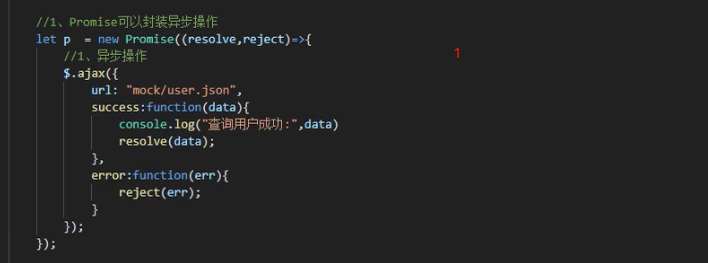 //1、Promise可以封装异步操作
let p  = new Promise((resolve,reject)=>{
    //1、异步操作
1
    $.ajax({
        url: "mock/user.json",
        success:function(data){
            console.log("查询用户成功:",data)
            resolve(data);
        },
        error:function(err){
            reject(err);
        }
    });
});